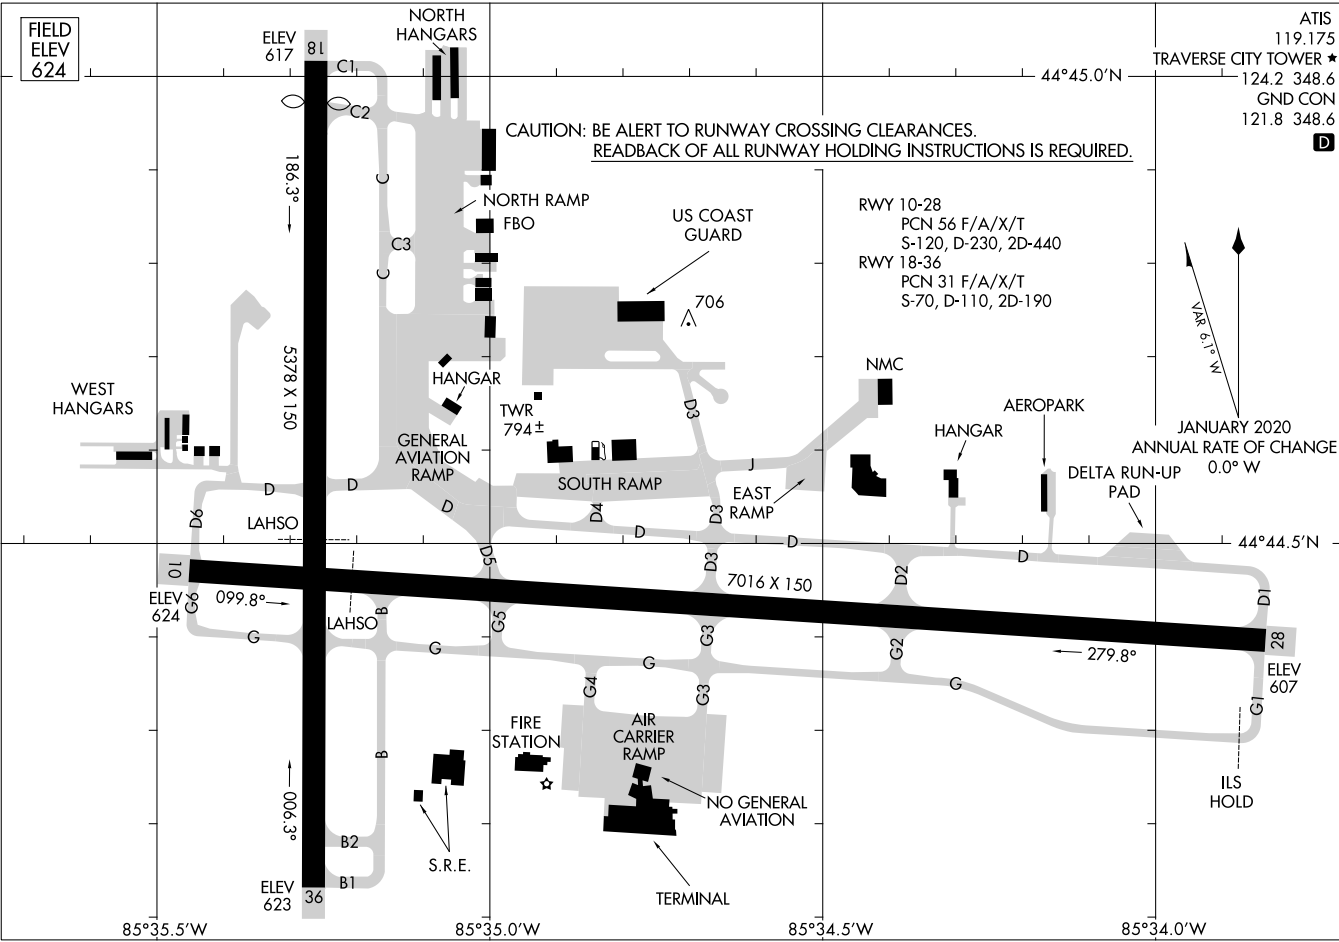 FIELD
ELEV
624
ELEV
617
18
C1
NORTH
HANGARS
44°45.0'N
ATIS
119.175
TRAVERSE CITY TOWER ★
124.2 348.6
GND CON
121.8 348.6
D
C2
CAUTION: BE ALERT TO RUNWAY CROSSING CLEARANCES.
READBACK OF ALL RUNWAY HOLDING INSTRUCTIONS IS REQUIRED.
186.3°
C
NORTH RAMP
FBO
C3
C
US COAST
GUARD
706
RWY 10-28
PCN 56 F/A/X/T
S-120, D-230, 2D-440
RWY 18-36
PCN 31 F/A/X/T
S-70, D-110, 2D-190
VAR 6.1° W
JANUARY 2020
ANNUAL RATE OF CHANGE
0.0° W
5378 X 150
WEST
HANGARS
HANGAR
TWR
794±
GENERAL
AVIATION
RAMP
D3
NMC
AEROPARK
HANGAR
DELTA RUN-UP
PAD
SOUTH RAMP
J
EAST
RAMP
D
D
D
D6
LAHSO
D4
D
D3
D
D
44°44.5'N
10
D5
D3
D2
7016 X 150
D1
ELEV
624
G6
099.8°
LAHSO
B
G5
G3
G2
28
ELEV
607
279.8°
G
G
G
G
G4
G3
G1
B
FIRE
STATION
AIR
CARRIER
RAMP
NO GENERAL
AVIATION
ILS
HOLD
006.3°
B2
B1
S.R.E.
TERMINAL
ELEV
623
36
85°35.5'W
85°35.0'W
85°34.5'W
85°34.0'W